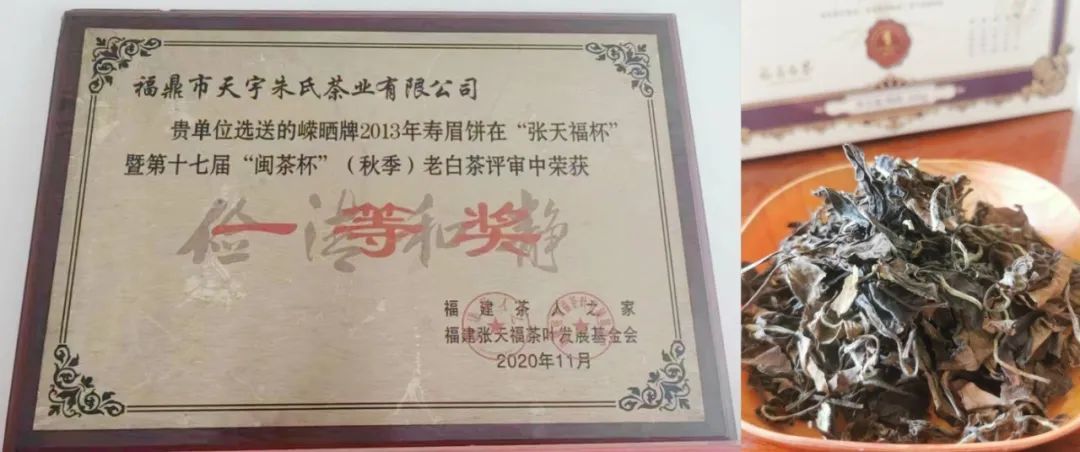 福鼎市天宇朱氏茶业有限公司
贵单位选送的嵘晒牌2013年寿眉饼在“张天福杯”
暨第十七届“闽茶杯”（秋季）老白茶评审中荣获
俭清和静
一等奖
福建茶人之家
福建张天福茶叶发展基金会
2020年11月